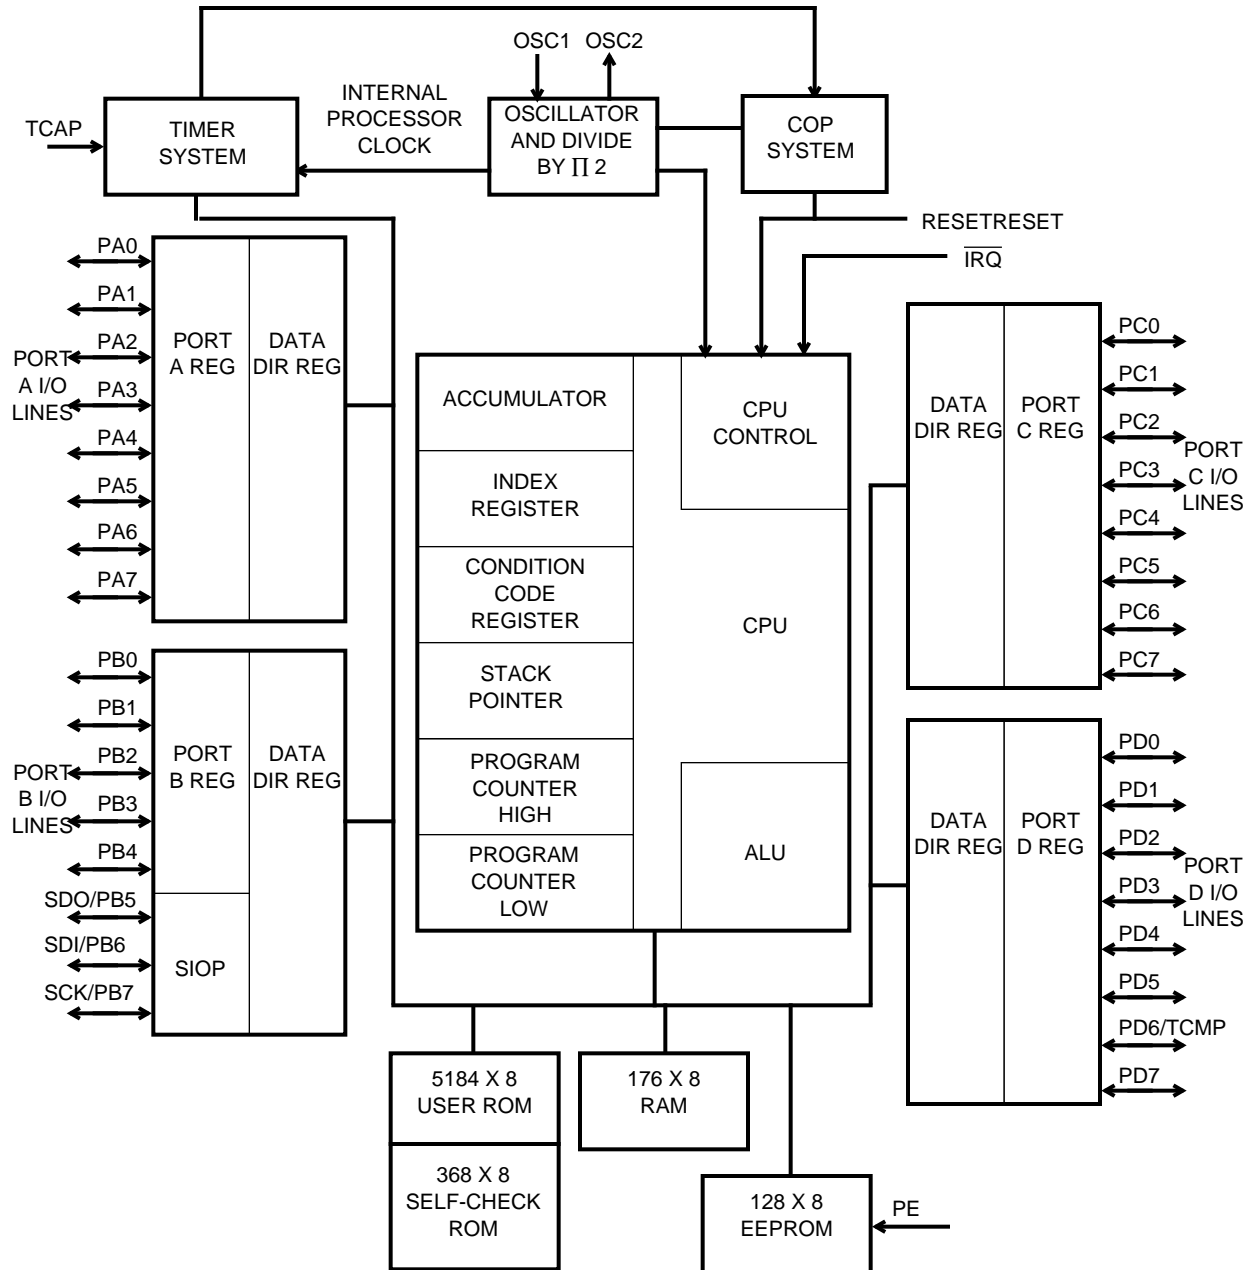 OSC1 OSC2
INTERNAL
PROCESSOR
CLOCK
TCAP
TIMER
SYSTEM
OSCILLATOR
AND DIVIDE
BY ∏ 2
COP
SYSTEM
RESETRESET
IRQ
PORT
A I/O
LINES
PA0
PA1
PA2
PA3
PA4
PA5
PA6
PA7
PORT
A REG
DATA
DIR REG
PORT
B I/O
LINES
PB0
PB1
PB2
PB3
PB4
SDO/PB5
SDI/PB6
SCK/PB7
PORT
B REG
DATA
DIR REG
SIOP
ACCUMULATOR
INDEX
REGISTER
CONDITION
CODE
REGISTER
STACK
POINTER
PROGRAM
COUNTER
HIGH
PROGRAM
COUNTER
LOW
CPU
CONTROL
CPU
ALU
DATA
DIR REG
PORT
C REG
PC0
PC1
PC2
PC3
PC4
PC5
PC6
PC7
PORT
C I/O
LINES
DATA
DIR REG
PORT
D REG
PD0
PD1
PD2
PD3
PD4
PD5
PD6/TCMP
PD7
PORT
D I/O
LINES
5184 X 8
USER ROM
368 X 8
SELF-CHECK
ROM
176 X 8
RAM
128 X 8
EEPROM
PE